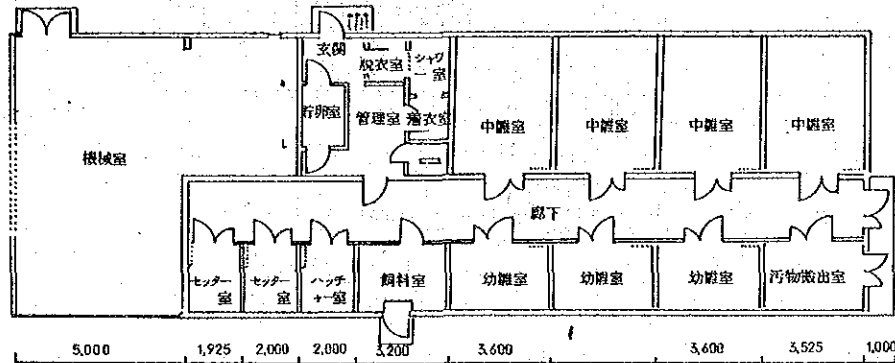 玄関
脱衣室
シャワー室
貯卵室
管理室
着衣室
中雛室
中雛室
中雛室
中雛室
機械室
廊下
セッター室
セッター室
ハッチャー室
飼料室
幼雛室
幼雛室
幼雛室
汚物搬出室
5,000 1,925 2,000 2,000 3,200 3,600 3,600 3,525 1,000